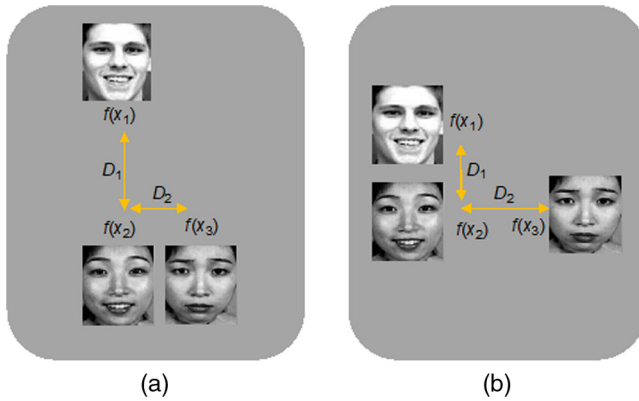 f(x₁)
D₁
D₂
f(x₂) f(x₃)
(a)
f(x₁)
D₁
D₂
f(x₂) f(x₃)
(b)